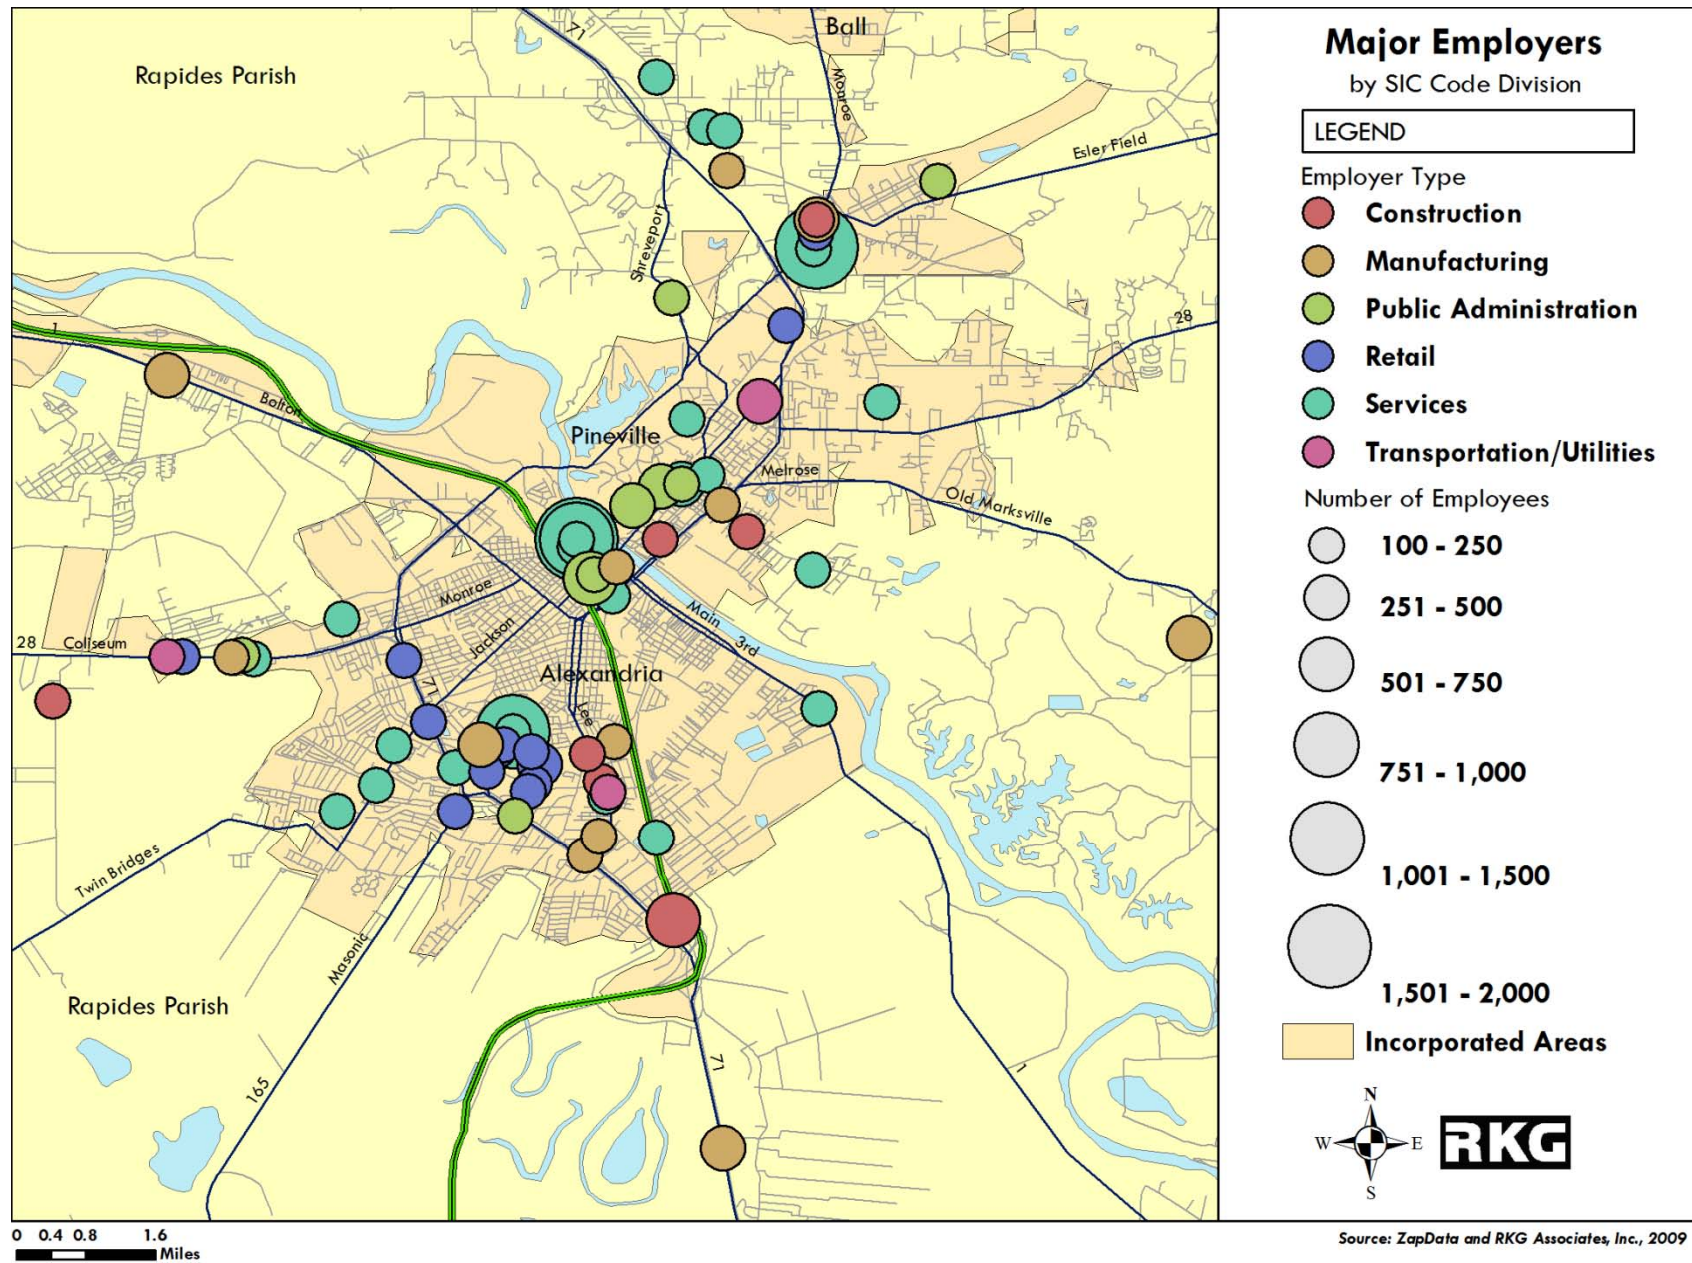 Major Employers
by SIC Code Division
LEGEND
Employer Type
Construction
Manufacturing
Public Administration
Retail
Services
Transportation/Utilities
Number of Employees
100 - 250
251 - 500
501 - 750
751 - 1,000
1,001 - 1,500
1,501 - 2,000
Incorporated Areas
N
W
E
S
RKG
71
Ball
Rapides Parish
Monroe
Esler Field
Shreveport
28
1
Bolton
Pineville
Melrose
Old Marksville
Monroe
Main
3rd
28
Coliseum
Jackson
71
Alexandria
Lee
Twin Bridges
Masonic
Rapides Parish
165
71
1
0 0.4 0.8 1.6
Miles
Source: ZapData and RKG Associates, Inc., 2009